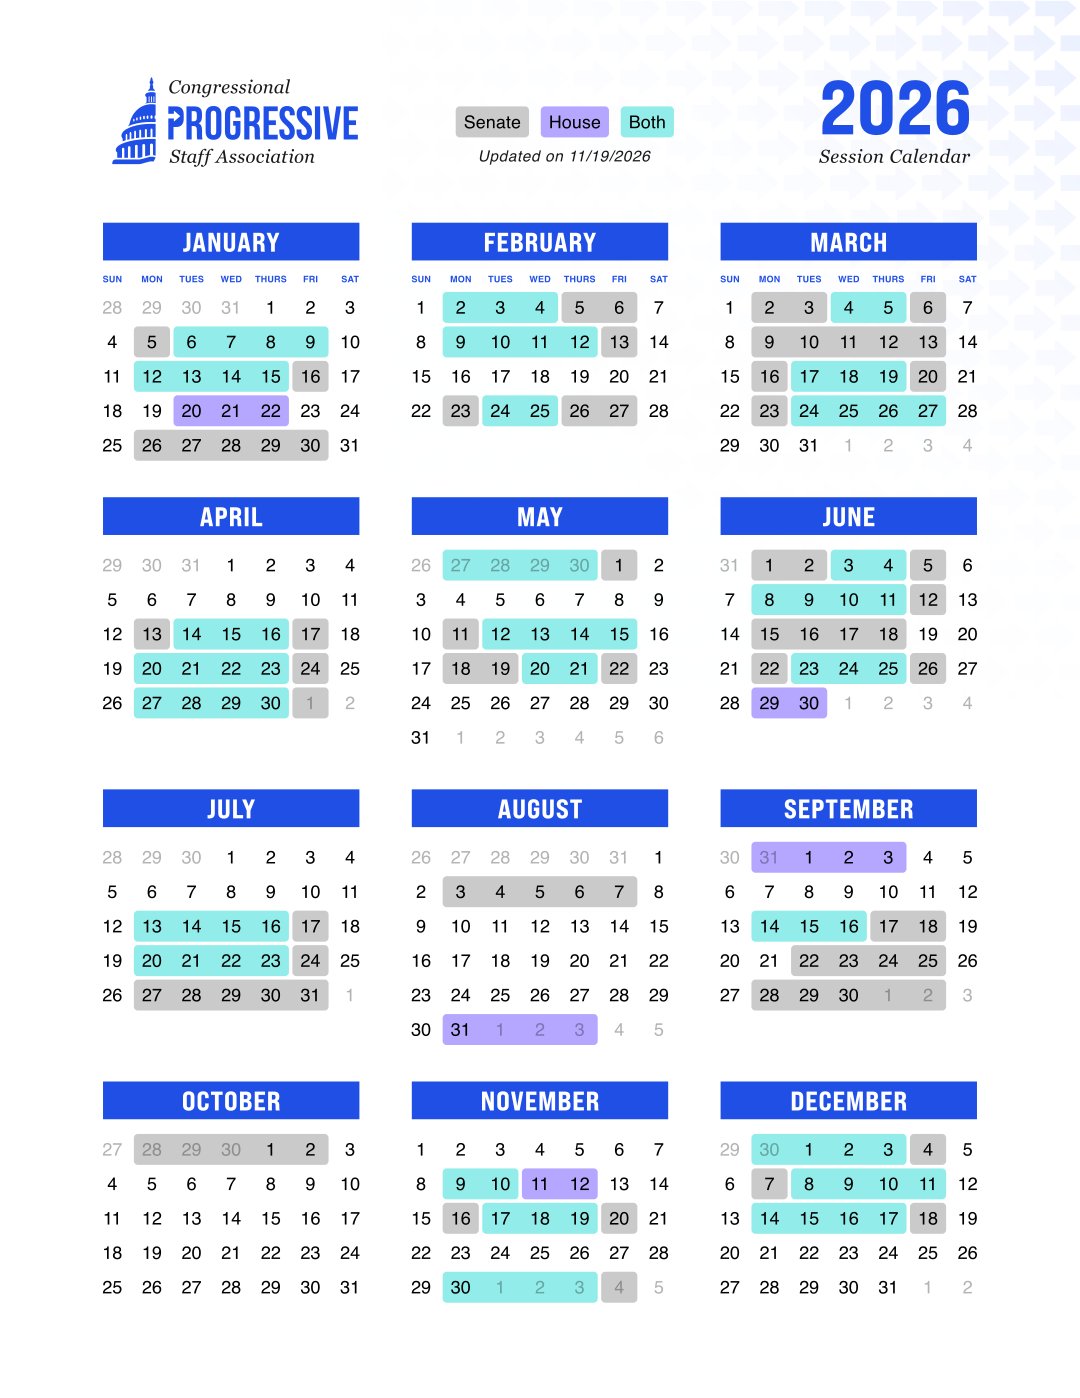 Congressional
PROGRESSIVE
Staff Association
Senate House Both
Updated on 11/19/2026
2026
Session Calendar
JANUARY
SUN MON TUES WED THURS FRI SAT
28 29 30 31 1 2 3
4 5 6 7 8 9 10
11 12 13 14 15 16 17
18 19 20 21 22 23 24
25 26 27 28 29 30 31
FEBRUARY
SUN MON TUES WED THURS FRI SAT
1 2 3 4 5 6 7
8 9 10 11 12 13 14
15 16 17 18 19 20 21
22 23 24 25 26 27 28
MARCH
SUN MON TUES WED THURS FRI SAT
1 2 3 4 5 6 7
8 9 10 11 12 13 14
15 16 17 18 19 20 21
22 23 24 25 26 27 28
29 30 31 1 2 3 4
APRIL
29 30 31 1 2 3 4
5 6 7 8 9 10 11
12 13 14 15 16 17 18
19 20 21 22 23 24 25
26 27 28 29 30 1 2
MAY
26 27 28 29 30 1 2
3 4 5 6 7 8 9
10 11 12 13 14 15 16
17 18 19 20 21 22 23
24 25 26 27 28 29 30
31 1 2 3 4 5 6
JUNE
31 1 2 3 4 5 6
7 8 9 10 11 12 13
14 15 16 17 18 19 20
21 22 23 24 25 26 27
28 29 30 1 2 3 4
JULY
28 29 30 1 2 3 4
5 6 7 8 9 10 11
12 13 14 15 16 17 18
19 20 21 22 23 24 25
26 27 28 29 30 31 1
AUGUST
26 27 28 29 30 31 1
2 3 4 5 6 7 8
9 10 11 12 13 14 15
16 17 18 19 20 21 22
23 24 25 26 27 28 29
30 31 1 2 3 4 5
SEPTEMBER
30 31 1 2 3 4 5
6 7 8 9 10 11 12
13 14 15 16 17 18 19
20 21 22 23 24 25 26
27 28 29 30 1 2 3
OCTOBER
27 28 29 30 1 2 3
4 5 6 7 8 9 10
11 12 13 14 15 16 17
18 19 20 21 22 23 24
25 26 27 28 29 30 31
NOVEMBER
1 2 3 4 5 6 7
8 9 10 11 12 13 14
15 16 17 18 19 20 21
22 23 24 25 26 27 28
29 30 1 2 3 4 5
DECEMBER
29 30 1 2 3 4 5
6 7 8 9 10 11 12
13 14 15 16 17 18 19
20 21 22 23 24 25 26
27 28 29 30 31 1 2